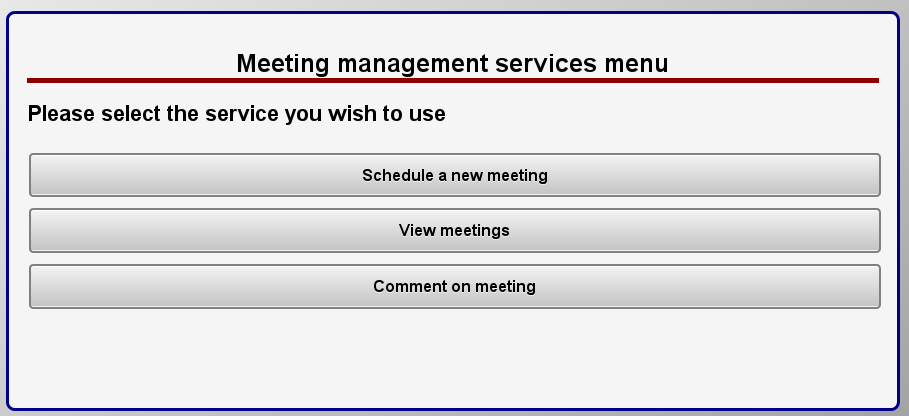 Meeting management services menu
Please select the service you wish to use
Schedule a new meeting
View meetings
Comment on meeting